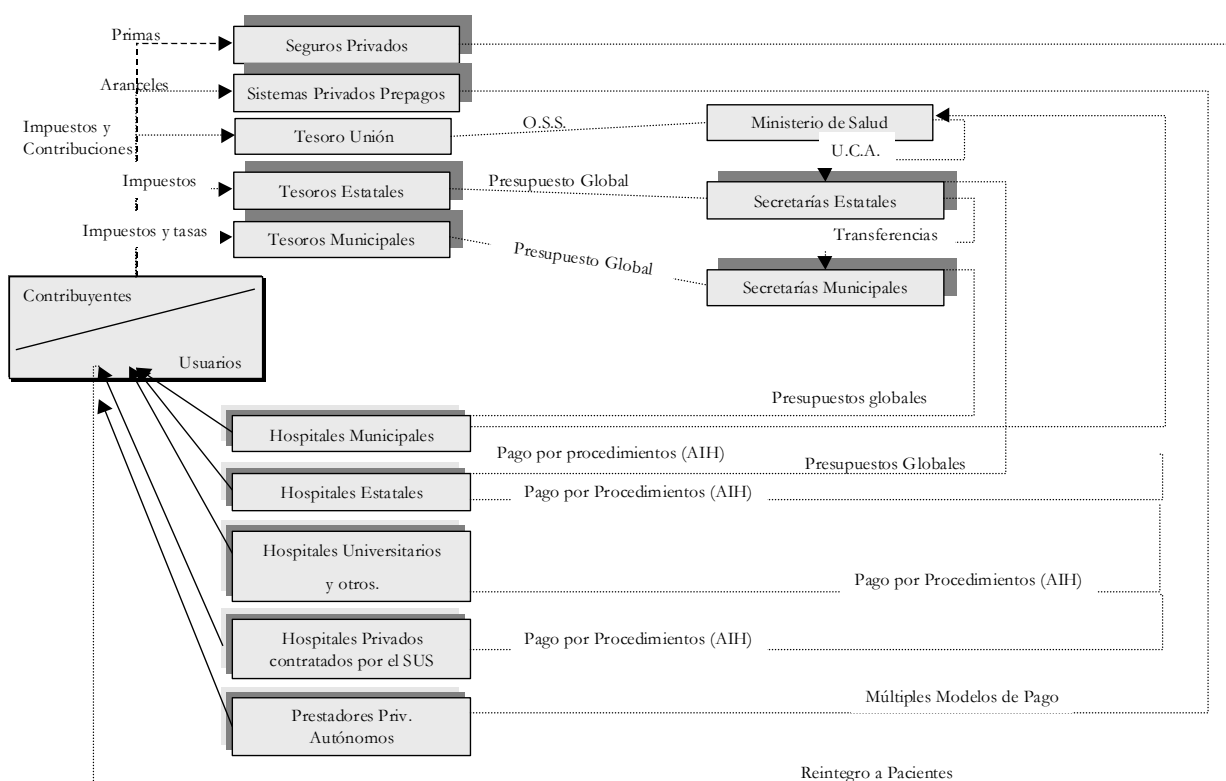 Primas
Seguros Privados
Aranceles
Sistemas Privados Prepagos
Impuestos y
Contribuciones
Tesoro Unión
O.S.S.
Ministerio de Salud
U.C.A.
Impuestos
Tesoros Estatales
Presupuesto Global
Secretarías Estatales
Impuestos y tasas
Tesoros Municipales
Presupuesto Global
Transferencias
Secretarías Municipales
Contribuyentes
Usuarios
Presupuestos globales
Hospitales Municipales
Pago por procedimientos (AIH)
Presupuestos Globales
Hospitales Estatales
Pago por Procedimientos (AIH)
Hospitales Universitarios
y otros.
Pago por Procedimientos (AIH)
Hospitales Privados
contratados por el SUS
Pago por Procedimientos (AIH)
Múltiples Modelos de Pago
Prestadores Priv.
Autónomos
Reintegro a Pacientes